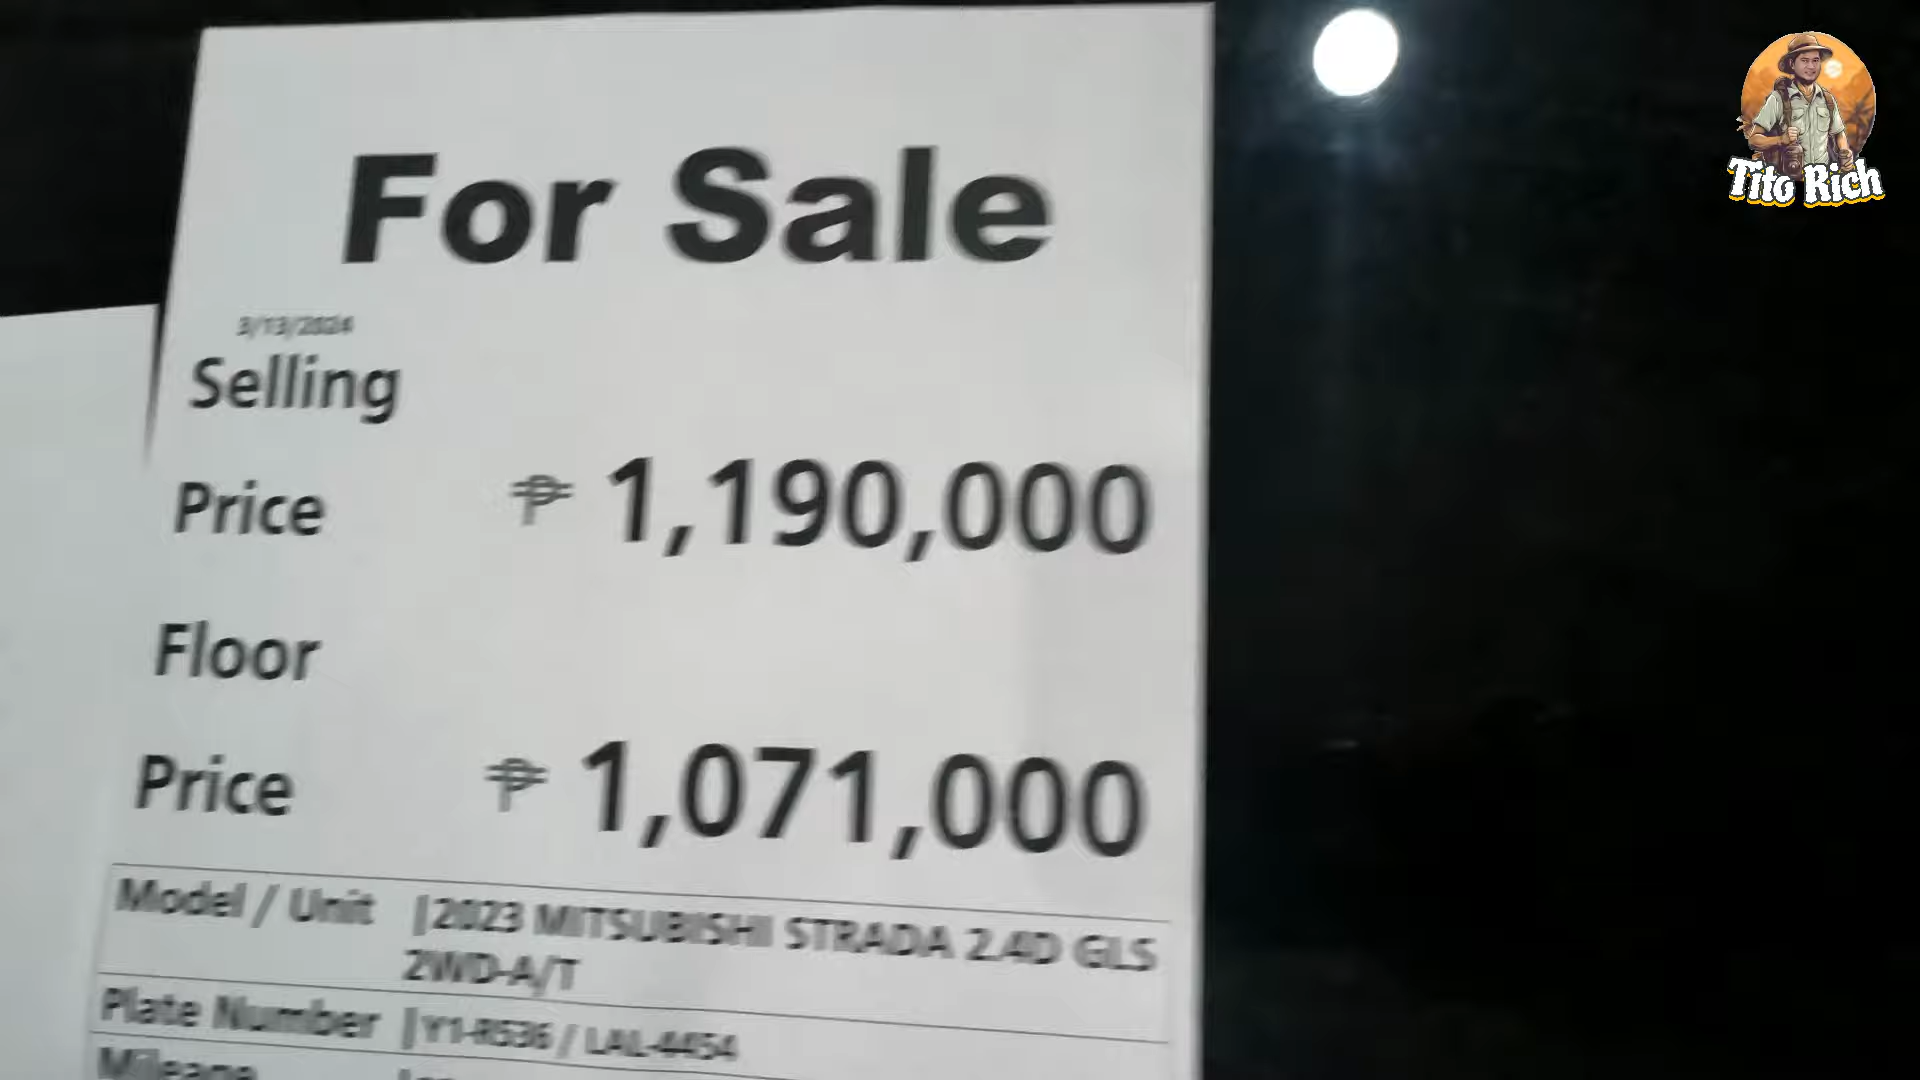 Tito Rich
For Sale
3/13/2024
Selling
Price ₱ 1,190,000
Floor
Price ₱ 1,071,000
Model / Unit |2023 MITSUBISHI STRADA 2.4D GLS
2WD-A/T
Plate Number |Y1-R536 / LAL-4454
Mileage